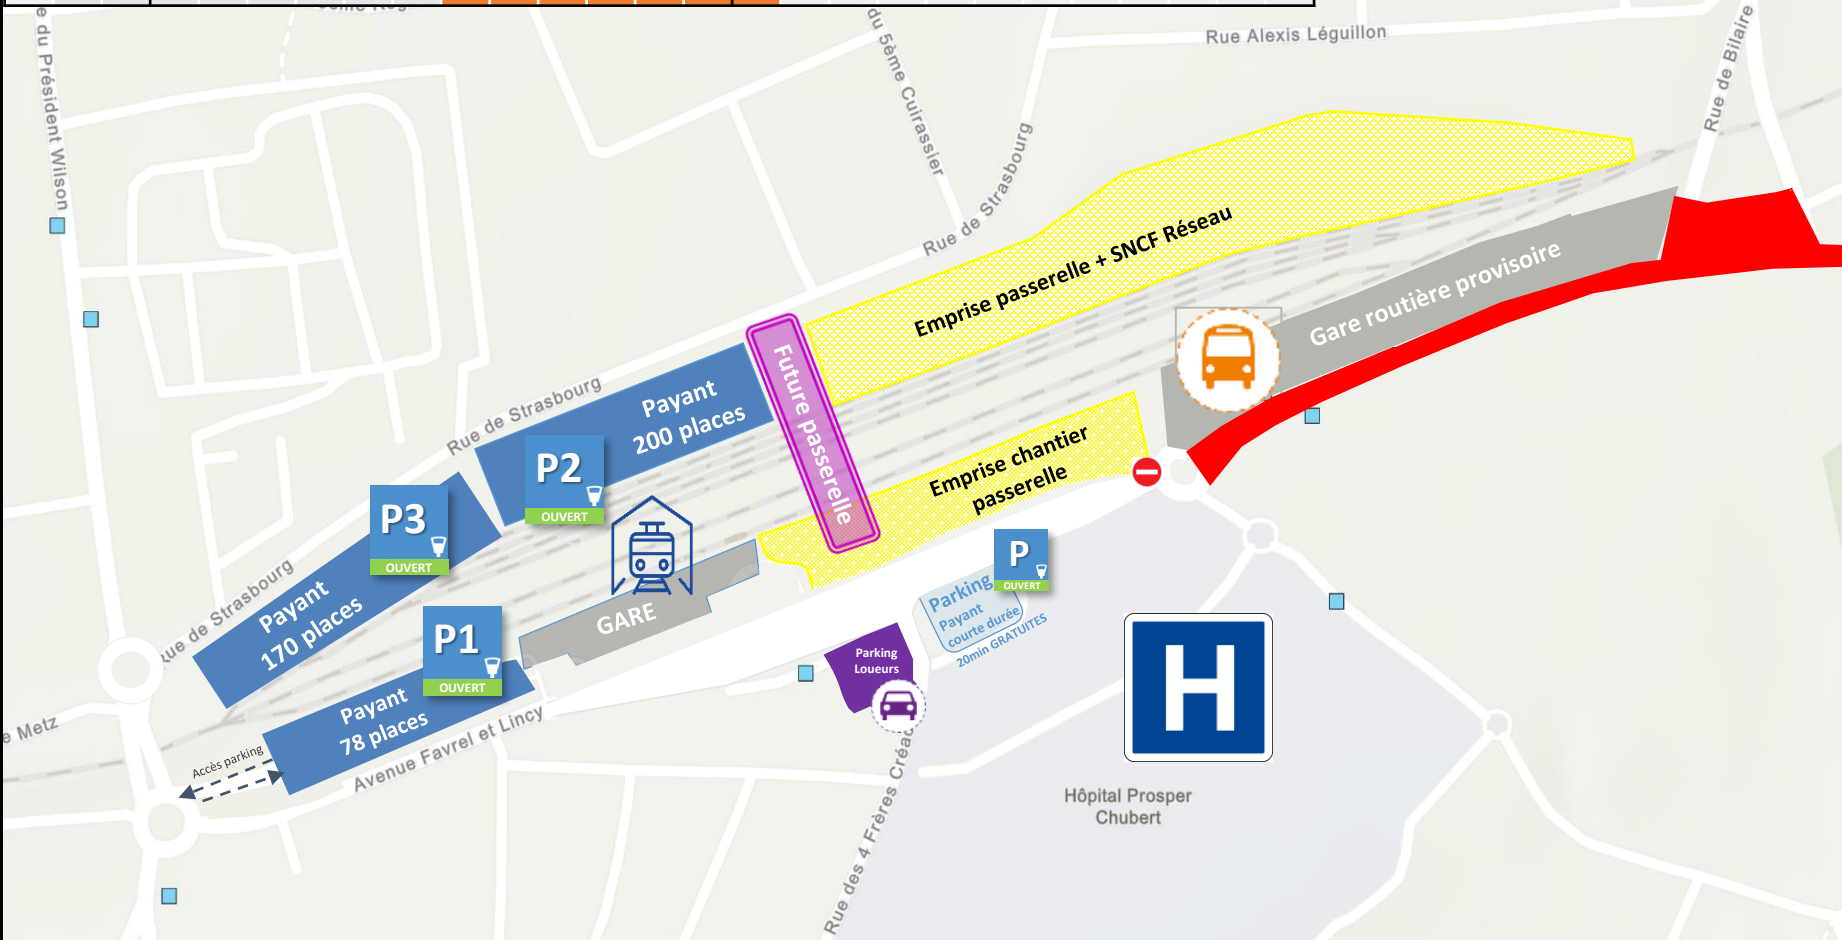 du Président Wilson
du 5ème Cuirassier
Rue Alexis Léguillon
Rue de Bilaire
Rue de Strasbourg
Emprise passerelle + SNCF Réseau
Gare routière provisoire
Future passerelle
Rue de Strasbourg
Payant
200 places
P2
OUVERT
Emprise chantier
passerelle
P3
OUVERT
Payant
170 places
Rue de Strasbourg
P1
OUVERT
GARE
P
OUVERT
Parking
Payant
courte durée
20min GRATUITES
Parking
Loueurs
H
Payant
78 places
Accès parking
Metz
Avenue Favrel et Lincy
Rue des 4 Frères Créac
Hôpital Prosper
Chubert